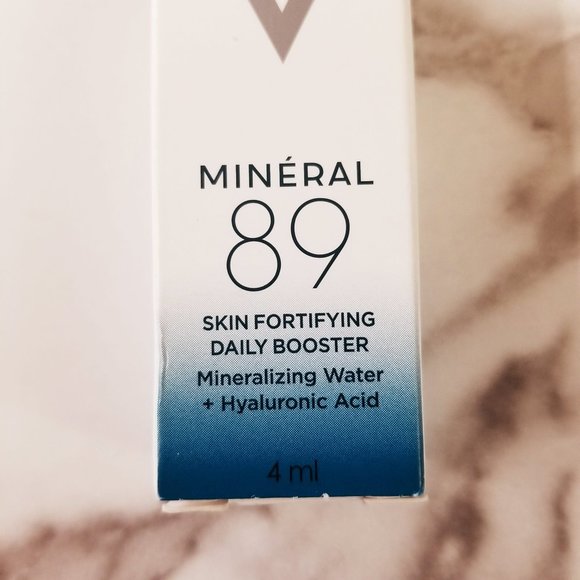 MINÉRAL
89
SKIN FORTIFYING
DAILY BOOSTER
Mineralizing Water
+ Hyaluronic Acid
4 ml